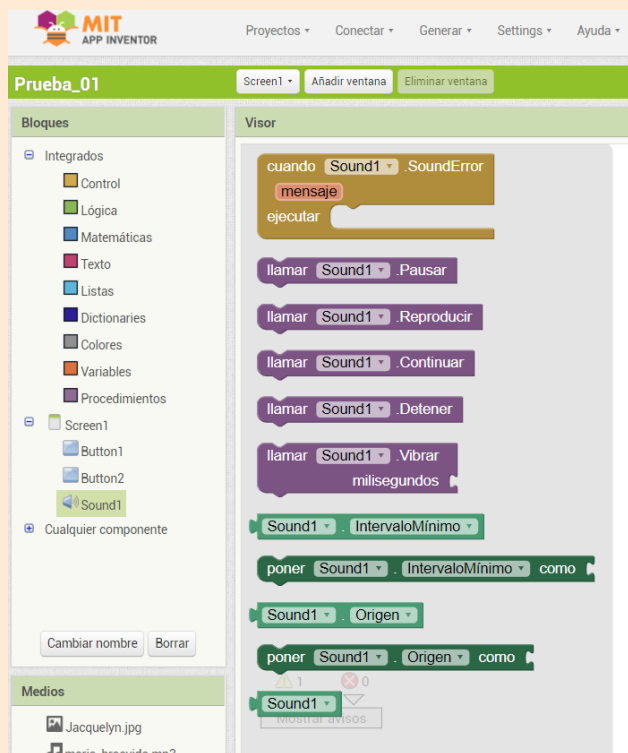 MIT
APP INVENTOR
Proyectos Conectar Generar Settings Ayuda
Prueba_01
Screen1 Añadir ventana Eliminar ventana
Bloques
Integrados
Control
Lógica
Matemáticas
Texto
Listas
Dictionaries
Colores
Variables
Procedimientos
Screen1
Button1
Button2
Sound1
Cualquier componente
Cambiar nombre Borrar
Medios
Jacquelyn.jpg
Visor
cuando Sound1 .SoundError
mensaje
ejecutar
llamar Sound1 .Pausar
llamar Sound1 .Reproducir
llamar Sound1 .Continuar
llamar Sound1 .Detener
llamar Sound1 .Vibrar
milisegundos
Sound1 . IntervaloMínimo
poner Sound1 . IntervaloMínimo como
Sound1 . Origen
poner Sound1 . Origen como
1 0
Sound1
Mostrar avisos